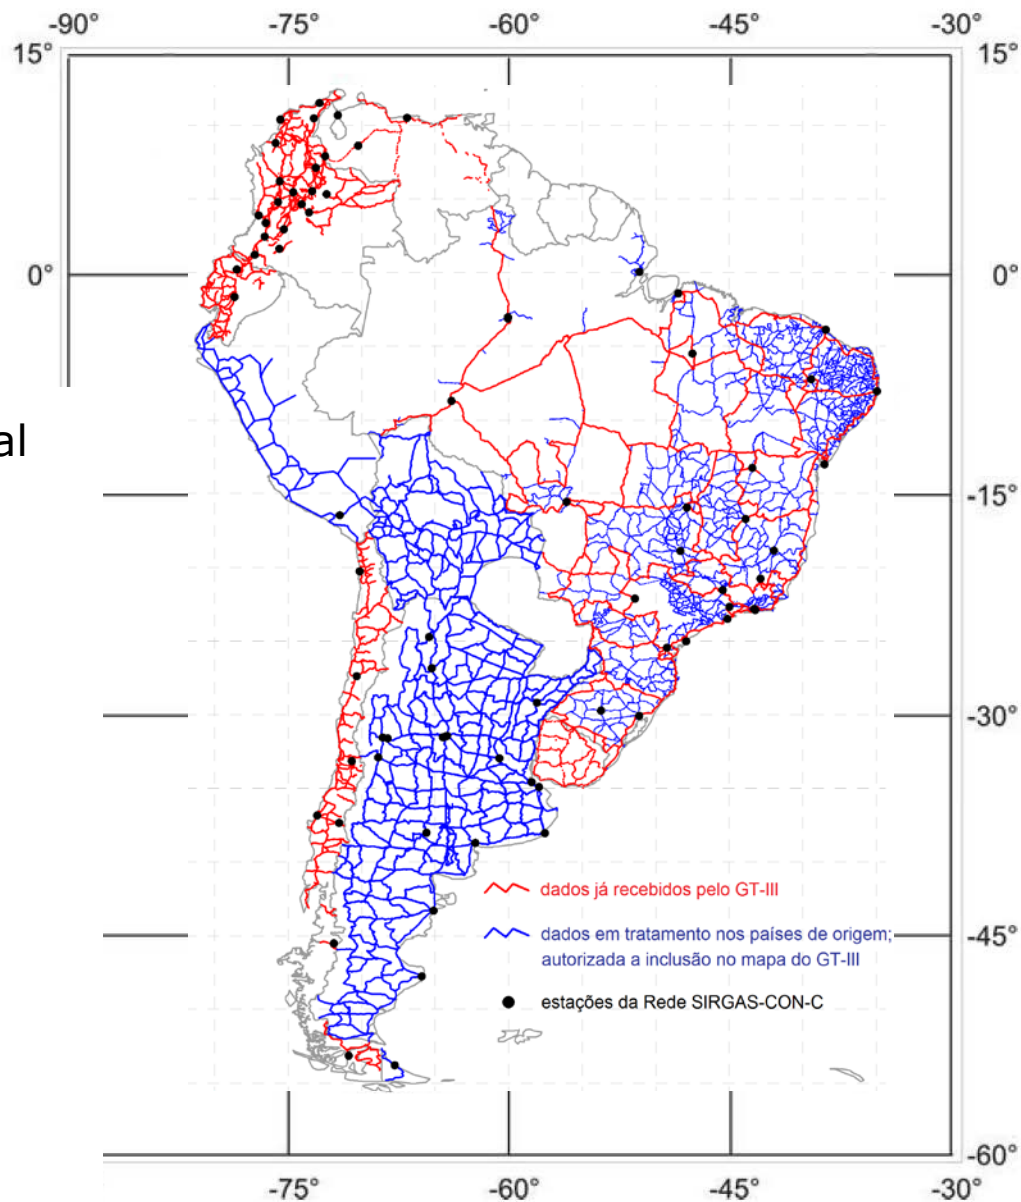 -90° -75° -60° -45° -30°
15° 15°
0° 0°
al
-15°
-30°
dados já recebidos pelo GT-III
dados em tratamento nos países de origem;
autorizada a inclusão no mapa do GT-III
-45°
estações da Rede SIRGAS-CON-C
-60°
-75° -60° -45° -30°